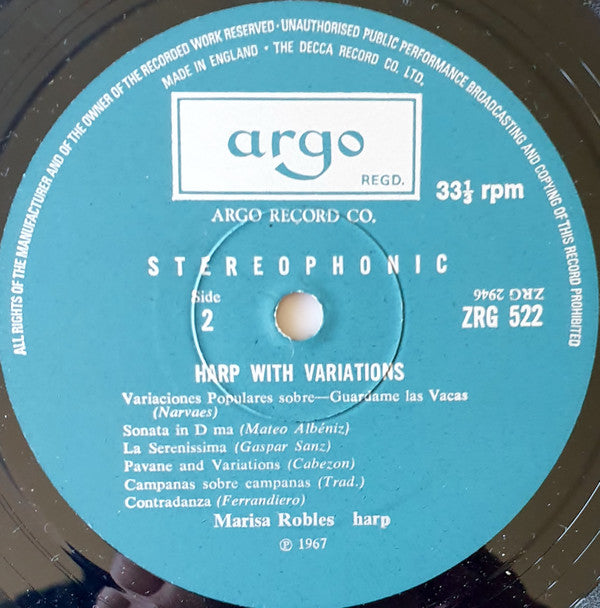 ALL RIGHTS OF THE MANUFACTURER AND OF THE OWNER OF THE RECORDED WORK RESERVED · UNAUTHORISED PUBLIC PERFORMANCE BROADCASTING AND COPYING OF THIS RECORD PROHIBITED
MADE IN ENGLAND · THE DECCA RECORD CO. LTD.
argo
REGD.
33⅓ rpm
ARGO RECORD CO.
STEREOPHONIC
Side
2
ZRG 2946
ZRG 522
HARP WITH VARIATIONS
Variaciones Populares sobre—Guardame las Vacas
(Narvaes)
Sonata in D ma (Mateo Albéniz)
La Serenissima (Gaspar Sanz)
Pavane and Variations (Cabezon)
Campanas sobre campanas (Trad.)
Contradanza (Ferrandiero)
Marisa Robles harp
℗ 1967